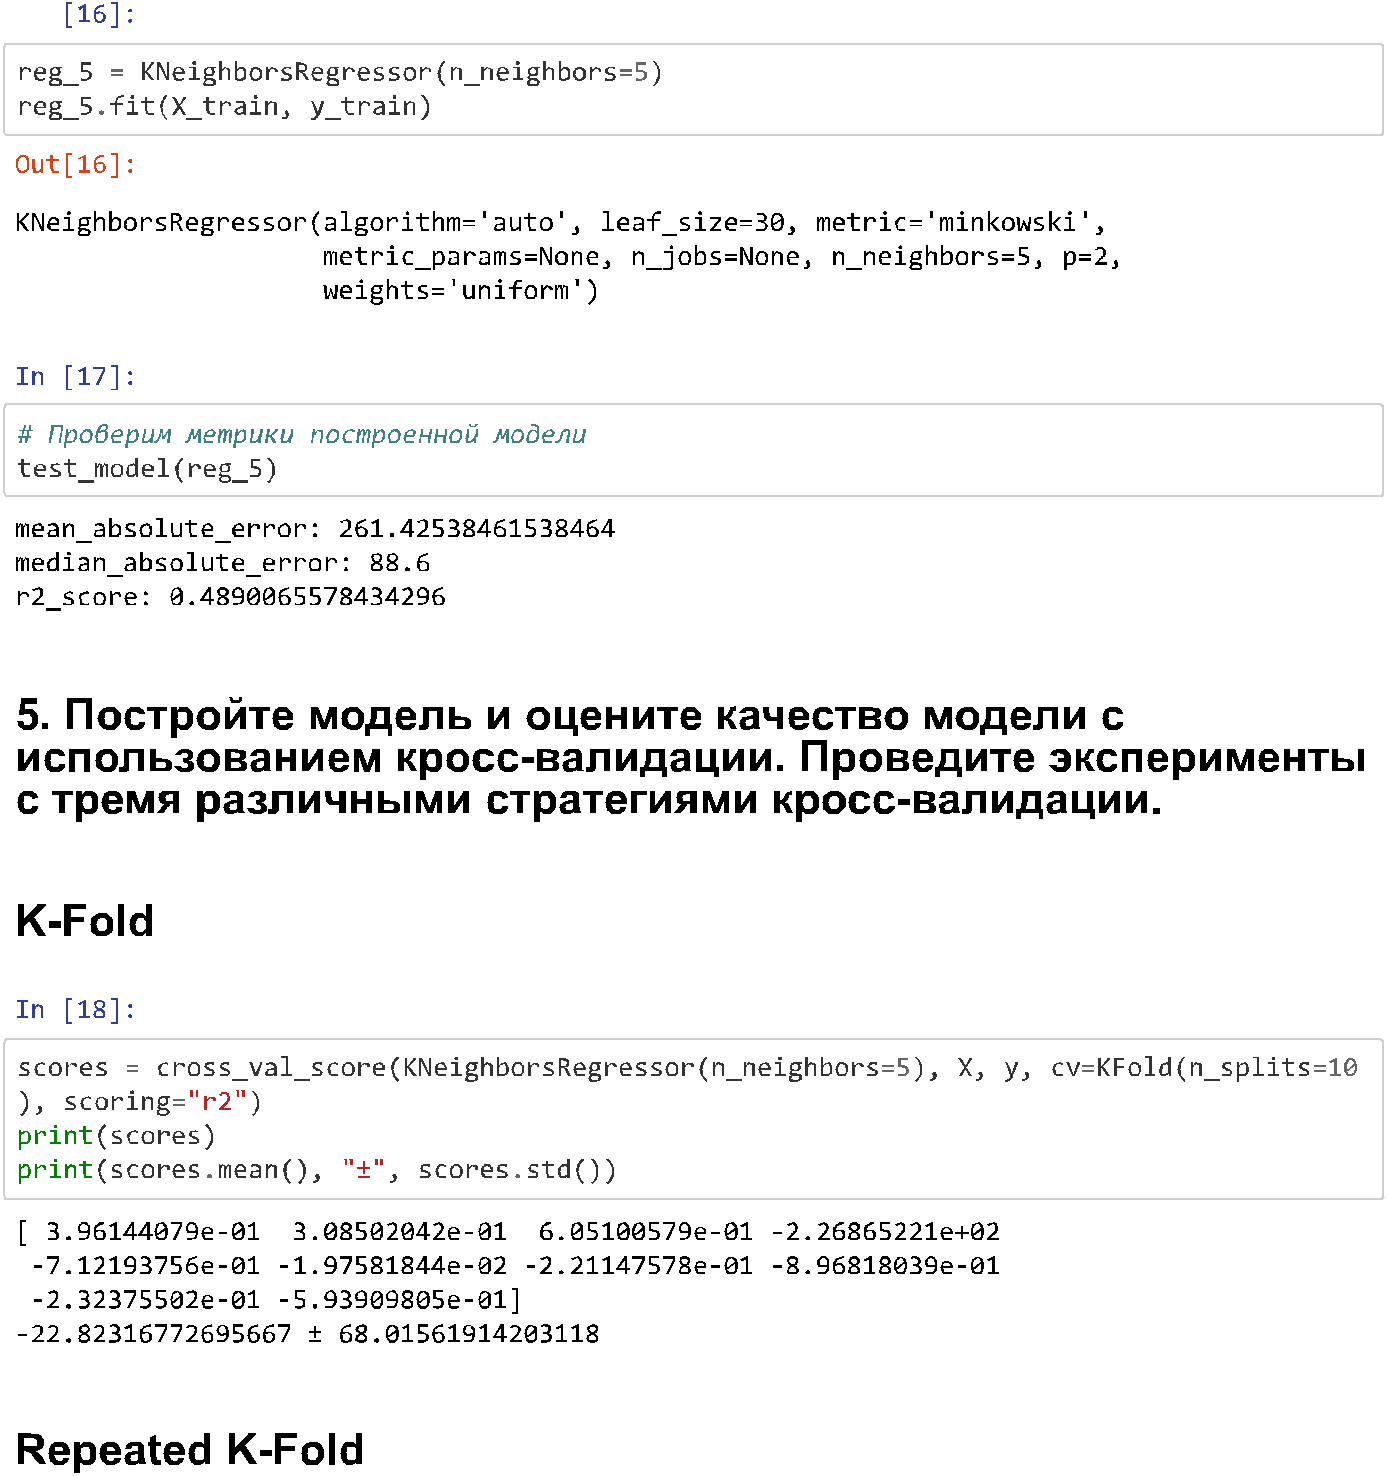 [16]:
reg_5 = KNeighborsRegressor(n_neighbors=5)
reg_5.fit(X_train, y_train)
Out[16]:
KNeighborsRegressor(algorithm='auto', leaf_size=30, metric='minkowski',
                    metric_params=None, n_jobs=None, n_neighbors=5, p=2,
                    weights='uniform')
In [17]:
# Проверим метрики построенной модели
test_model(reg_5)
mean_absolute_error: 261.42538461538464
median_absolute_error: 88.6
r2_score: 0.4890065578434296
5. Постройте модель и оцените качество модели с
использованием кросс-валидации. Проведите эксперименты
с тремя различными стратегиями кросс-валидации.
K-Fold
In [18]:
scores = cross_val_score(KNeighborsRegressor(n_neighbors=5), X, y, cv=KFold(n_splits=10
), scoring="r2")
print(scores)
print(scores.mean(), "±", scores.std())
[ 3.96144079e-01  3.08502042e-01  6.05100579e-01 -2.26865221e+02
 -7.12193756e-01 -1.97581844e-02 -2.21147578e-01 -8.96818039e-01
 -2.32375502e-01 -5.93909805e-01]
-22.82316772695667 ± 68.01561914203118
Repeated K-Fold